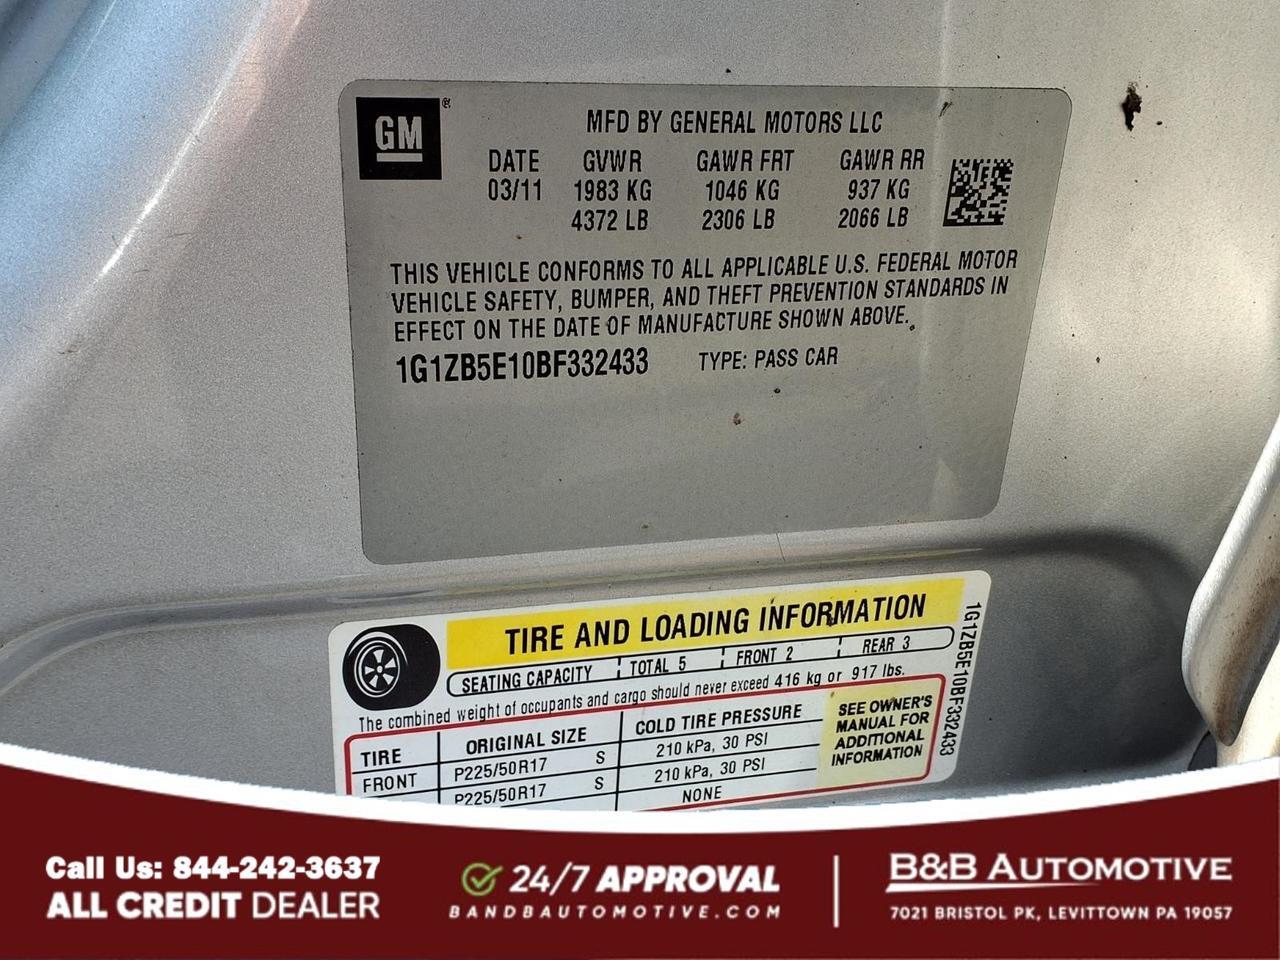 GM®
MFD BY GENERAL MOTORS LLC
DATE GVWR GAWR FRT GAWR RR
03/11 1983 KG 1046 KG 937 KG
4372 LB 2306 LB 2066 LB
THIS VEHICLE CONFORMS TO ALL APPLICABLE U.S. FEDERAL MOTOR
VEHICLE SAFETY, BUMPER, AND THEFT PREVENTION STANDARDS IN
EFFECT ON THE DATE OF MANUFACTURE SHOWN ABOVE.
1G1ZB5E10BF332433 TYPE: PASS CAR
TIRE AND LOADING INFORMATION
SEATING CAPACITY TOTAL 5 FRONT 2 REAR 3
The combined weight of occupants and cargo should never exceed 416 kg or 917 lbs.
TIRE ORIGINAL SIZE COLD TIRE PRESSURE
FRONT P225/50R17 S 210 kPa, 30 PSI
P225/50R17 S 210 kPa, 30 PSI
NONE
SEE OWNER'S
MANUAL FOR
ADDITIONAL
INFORMATION
1G1ZB5E10BF332433
Call Us: 844-242-3637
ALL CREDIT DEALER
24/7 APPROVAL
BANDBAUTOMOTIVE.COM
B&B AUTOMOTIVE
7021 BRISTOL PK, LEVITTOWN PA 19057